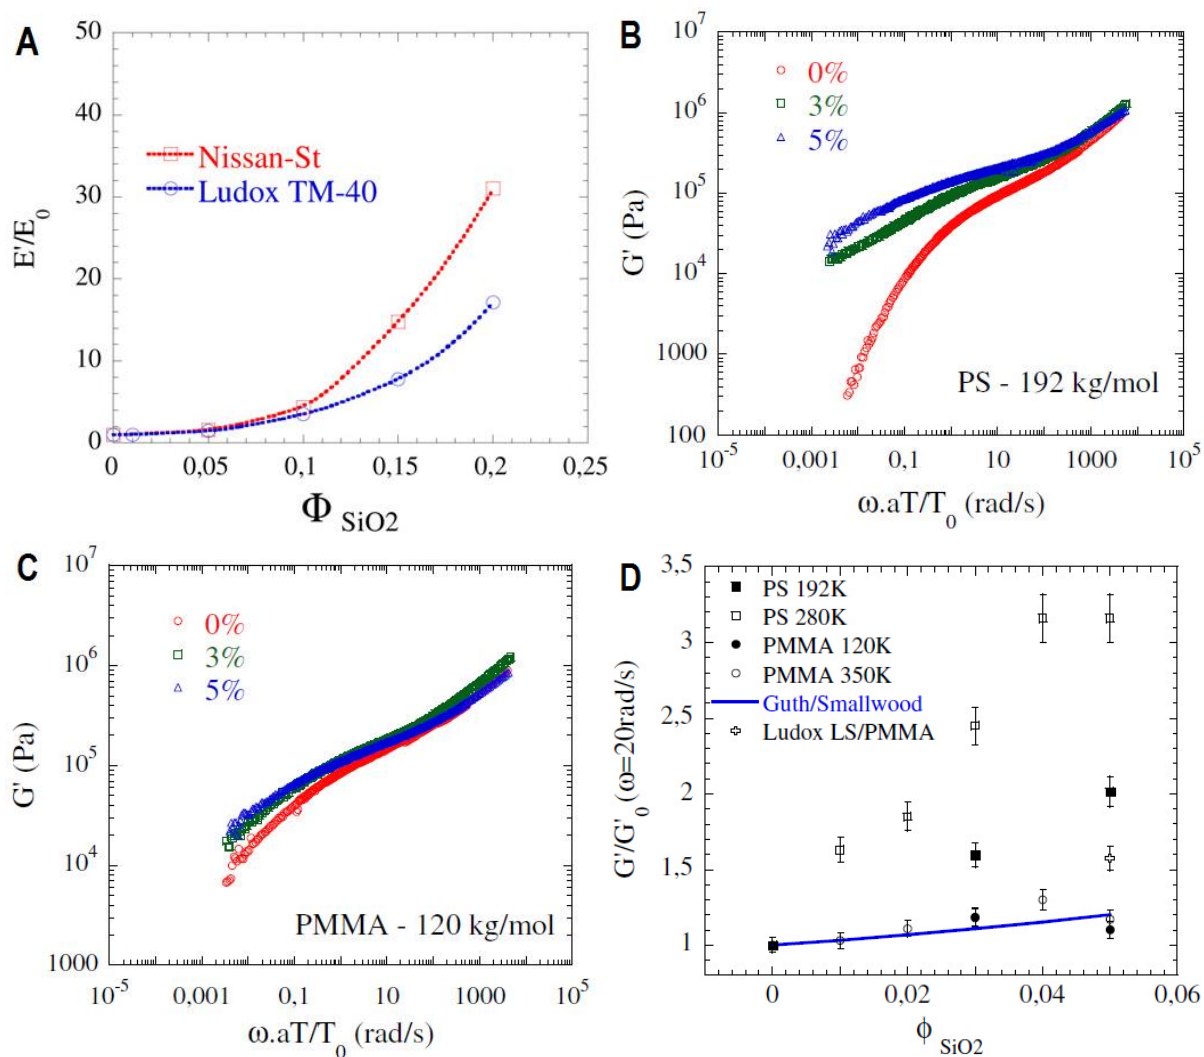 A
50
40
30
20
10
0
E'/E0
Nissan-St
Ludox TM-40
0 0,05 0,1 0,15 0,2 0,25
Φ SiO2
B
10^7
10^6
10^5
10^4
1000
100
G' (Pa)
0%
3%
5%
PS - 192 kg/mol
10^-5 0,001 0,1 10 1000 10^5
ω.aT/T0 (rad/s)
C
10^7
10^6
10^5
10^4
1000
G' (Pa)
0%
3%
5%
PMMA - 120 kg/mol
10^-5 0,001 0,1 10 1000 10^5
ω.aT/T0 (rad/s)
D
3,5
3
2,5
2
1,5
1
G'/G'0 (ω=20rad/s)
PS 192K
PS 280K
PMMA 120K
PMMA 350K
Guth/Smallwood
Ludox LS/PMMA
0 0,02 0,04 0,06
ϕ SiO2